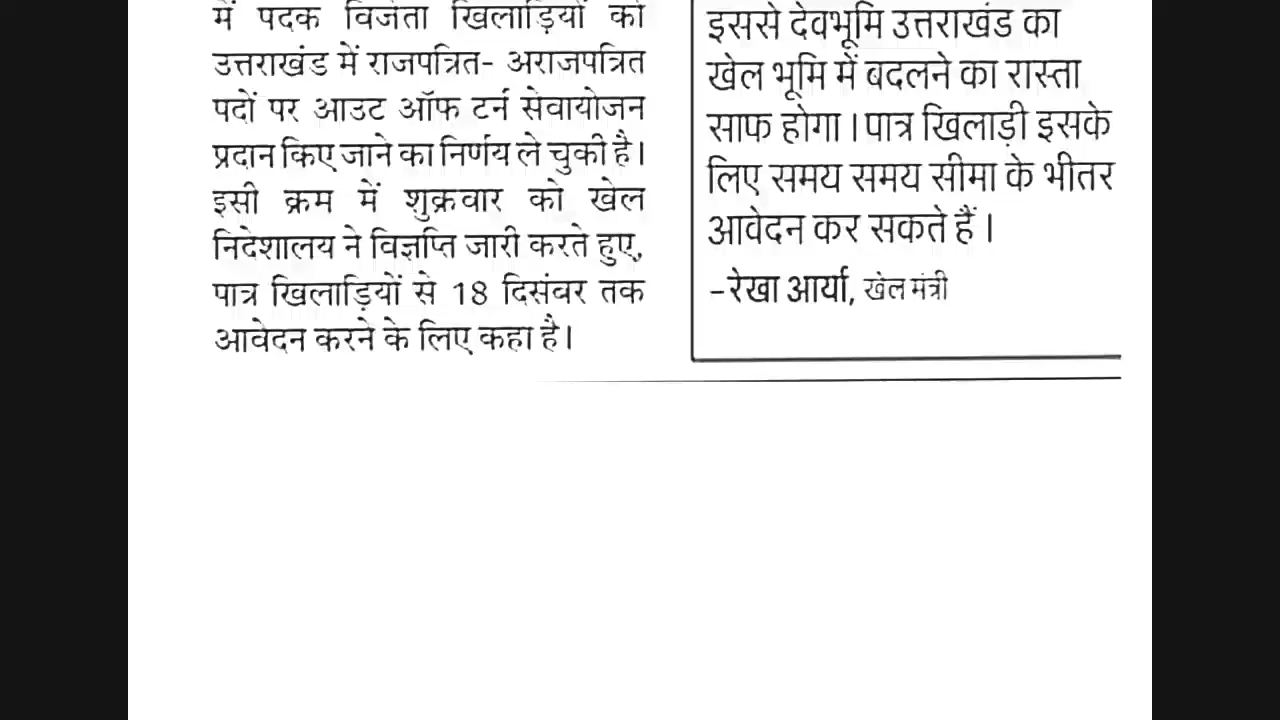 में पदक विजेता खिलाड़ियों को
उत्तराखंड में राजपत्रित- अराजपत्रित
पदों पर आउट ऑफ टर्न सेवायोजन
प्रदान किए जाने का निर्णय ले चुकी है।
इसी क्रम में शुक्रवार को खेल
निदेशालय ने विज्ञप्ति जारी करते हुए,
पात्र खिलाड़ियों से 18 दिसंबर तक
आवेदन करने के लिए कहा है।
इससे देवभूमि उत्तराखंड का
खेल भूमि में बदलने का रास्ता
साफ होगा। पात्र खिलाड़ी इसके
लिए समय समय सीमा के भीतर
आवेदन कर सकते हैं।
-रेखा आर्या, खेल मंत्री